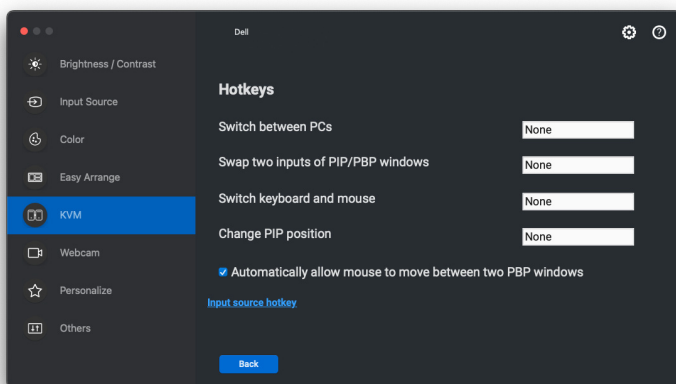 Dell
Brightness / Contrast
Input Source
Color
Easy Arrange
KVM
Webcam
Personalize
Others
Hotkeys
Switch between PCs
None
Swap two inputs of PIP/PBP windows
None
Switch keyboard and mouse
None
Change PIP position
None
Automatically allow mouse to move between two PBP windows
Input source hotkey
Back